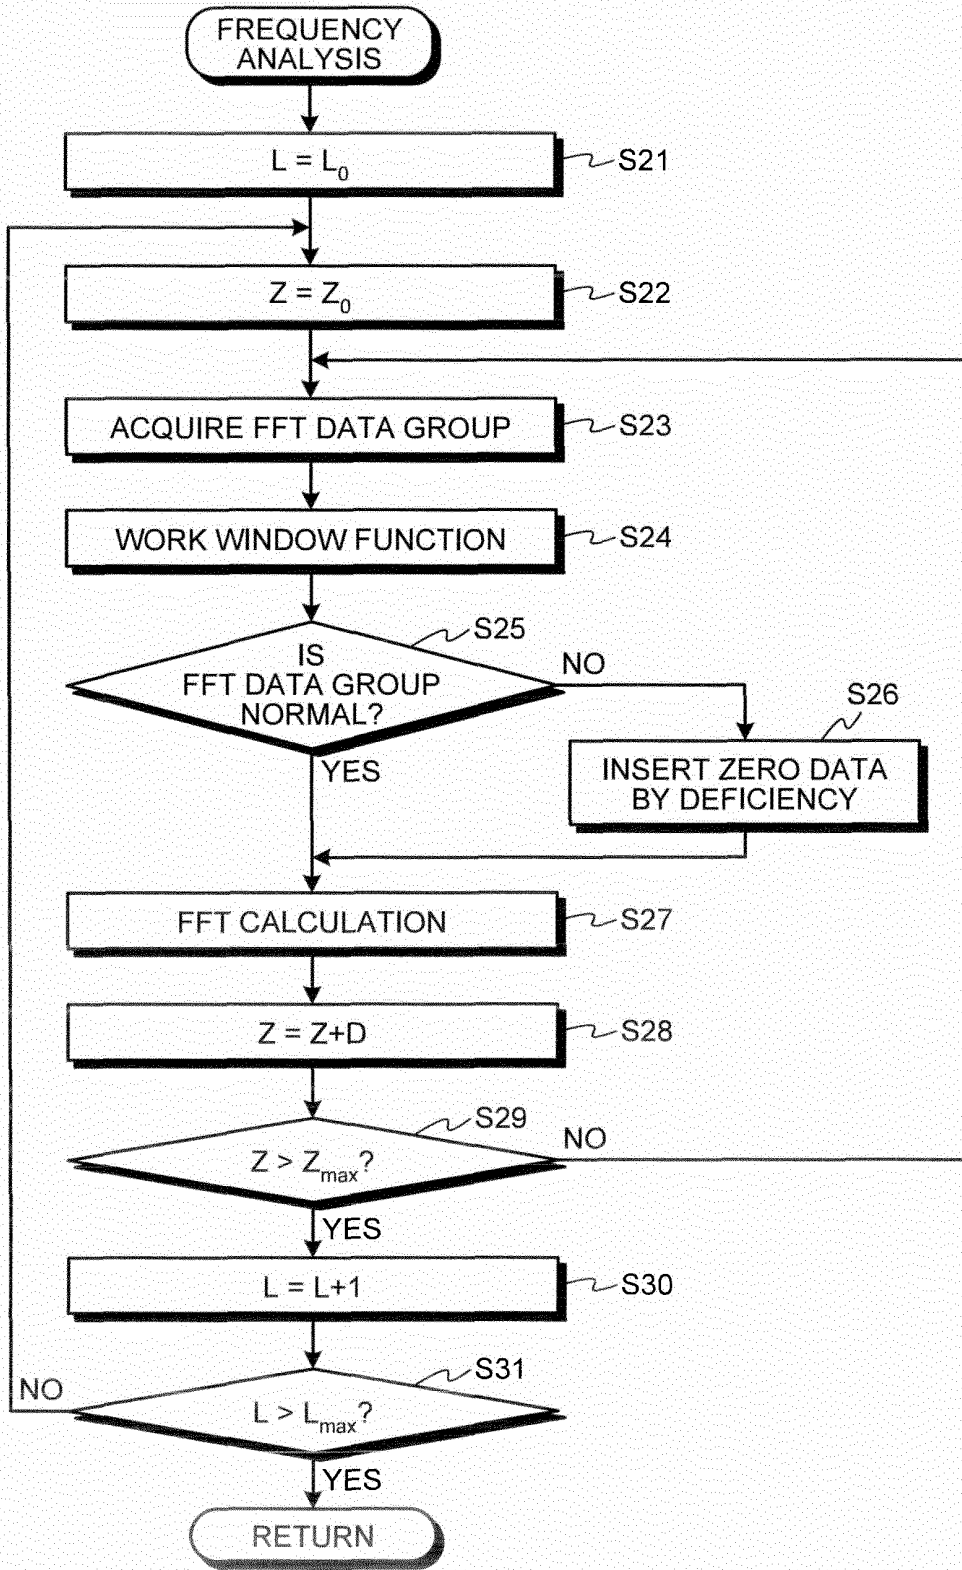 FREQUENCY
ANALYSIS
L = L₀
S21
Z = Z₀
S22
ACQUIRE FFT DATA GROUP
S23
WORK WINDOW FUNCTION
S24
S25
IS
FFT DATA GROUP
NORMAL?
NO
YES
S26
INSERT ZERO DATA
BY DEFICIENCY
FFT CALCULATION
S27
Z = Z+D
S28
S29
Z > Zmax?
NO
YES
L = L+1
S30
S31
L > Lmax?
NO
YES
RETURN